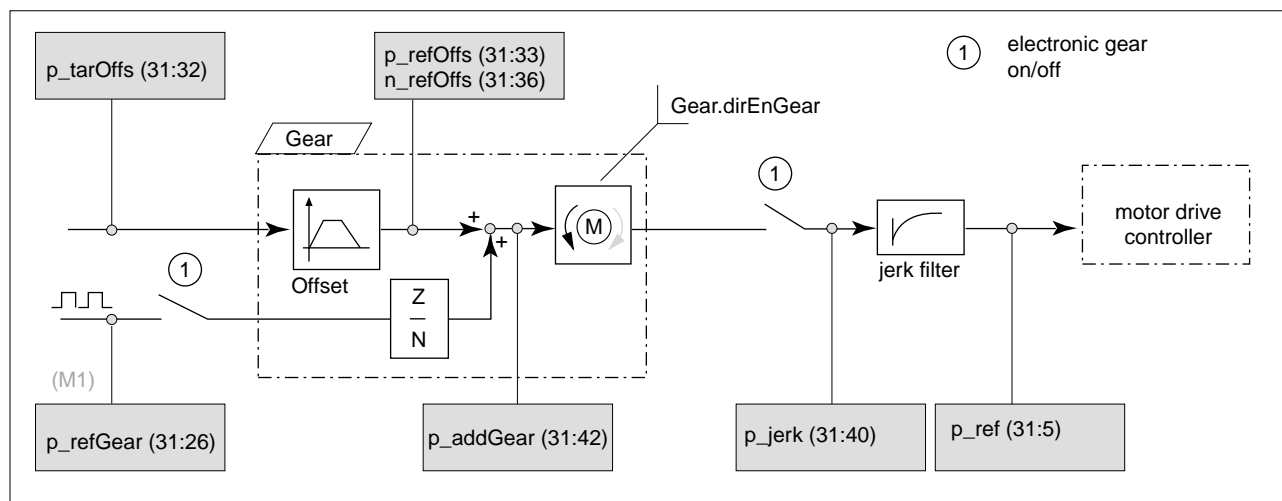 p_tarOffs (31:32)
p_refOffs (31:33)
n_refOffs (31:36)
1
electronic gear
on/off
Gear.dirEnGear
Gear
1
M
motor drive
controller
+
+
Offset
jerk filter
1
Z
N
(M1)
p_refGear (31:26)
p_addGear (31:42)
p_jerk (31:40)
p_ref (31:5)